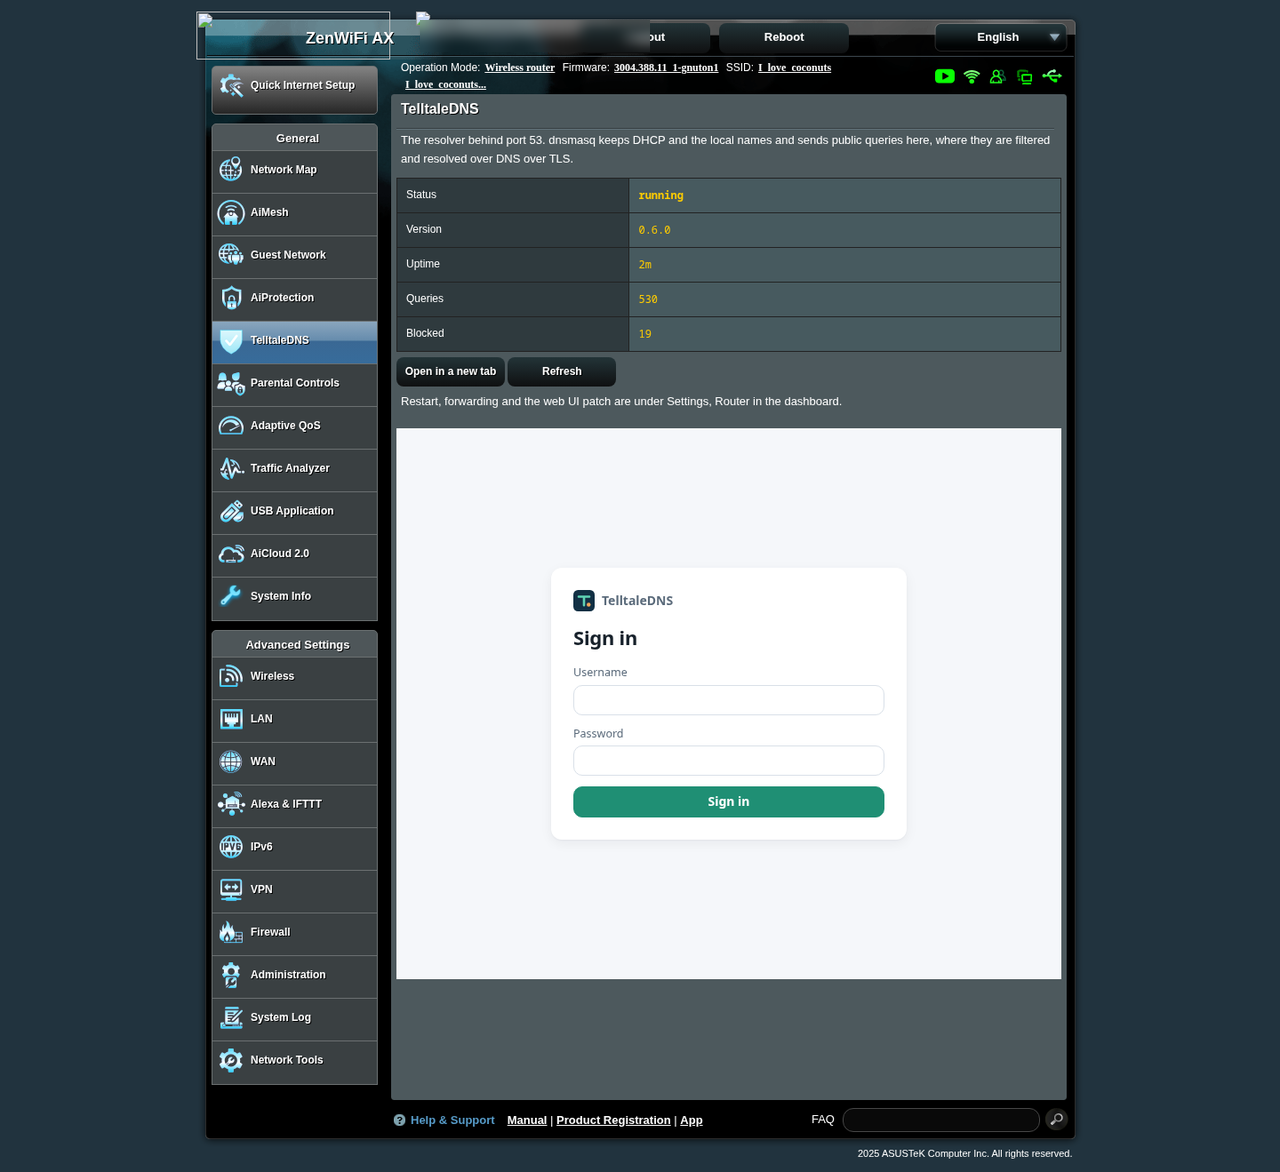 ZenWiFi AX
out
Reboot
English
Operation Mode: Wireless router Firmware: 3004.388.11_1-gnuton1 SSID: I_love_coconuts
I_love_coconuts...
Quick Internet Setup
General
Network Map
AiMesh
Guest Network
AiProtection
TelltaleDNS
Parental Controls
Adaptive QoS
Traffic Analyzer
USB Application
AiCloud 2.0
System Info
Advanced Settings
Wireless
LAN
WAN
Alexa & IFTTT
IPv6
VPN
Firewall
Administration
System Log
Network Tools
TelltaleDNS
The resolver behind port 53. dnsmasq keeps DHCP and the local names and sends public queries here, where they are filtered
and resolved over DNS over TLS.
Status running
Version 0.6.0
Uptime 2m
Queries 530
Blocked 19
Open in a new tab
Refresh
Restart, forwarding and the web UI patch are under Settings, Router in the dashboard.
TelltaleDNS
Sign in
Username
Password
Sign in
Help & Support Manual | Product Registration | App
FAQ
2025 ASUSTeK Computer Inc. All rights reserved.